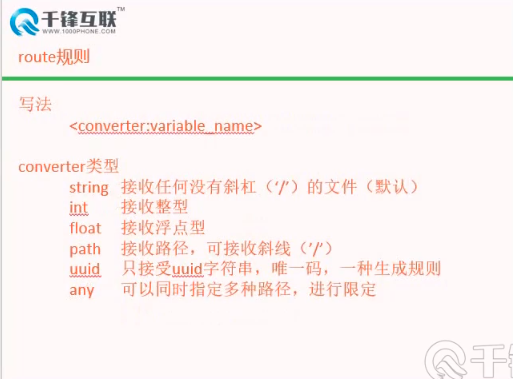 千锋互联™
WWW.1000PHONE.COM
route规则
写法
<converter:variable_name>
converter类型
string 接收任何没有斜杠（‘/’）的文件（默认）
int 接收整型
float 接收浮点型
path 接收路径，可接收斜线（’/’）
uuid 只接受uuid字符串，唯一码，一种生成规则
any 可以同时指定多种路径，进行限定
千锋